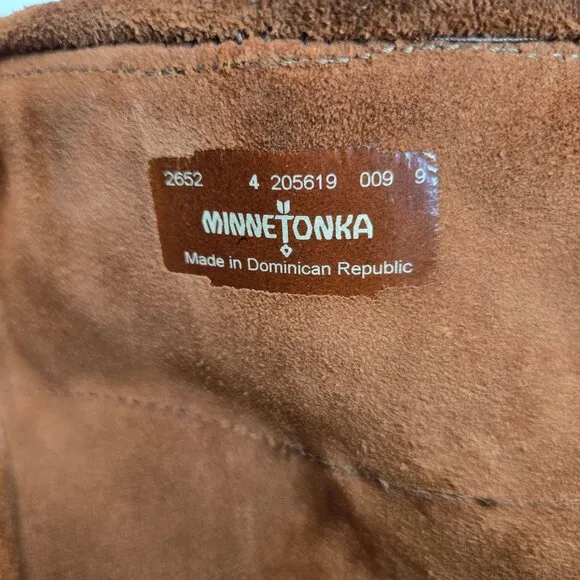 2652 4 205619 009 9
MINNETONKA
Made in Dominican Republic